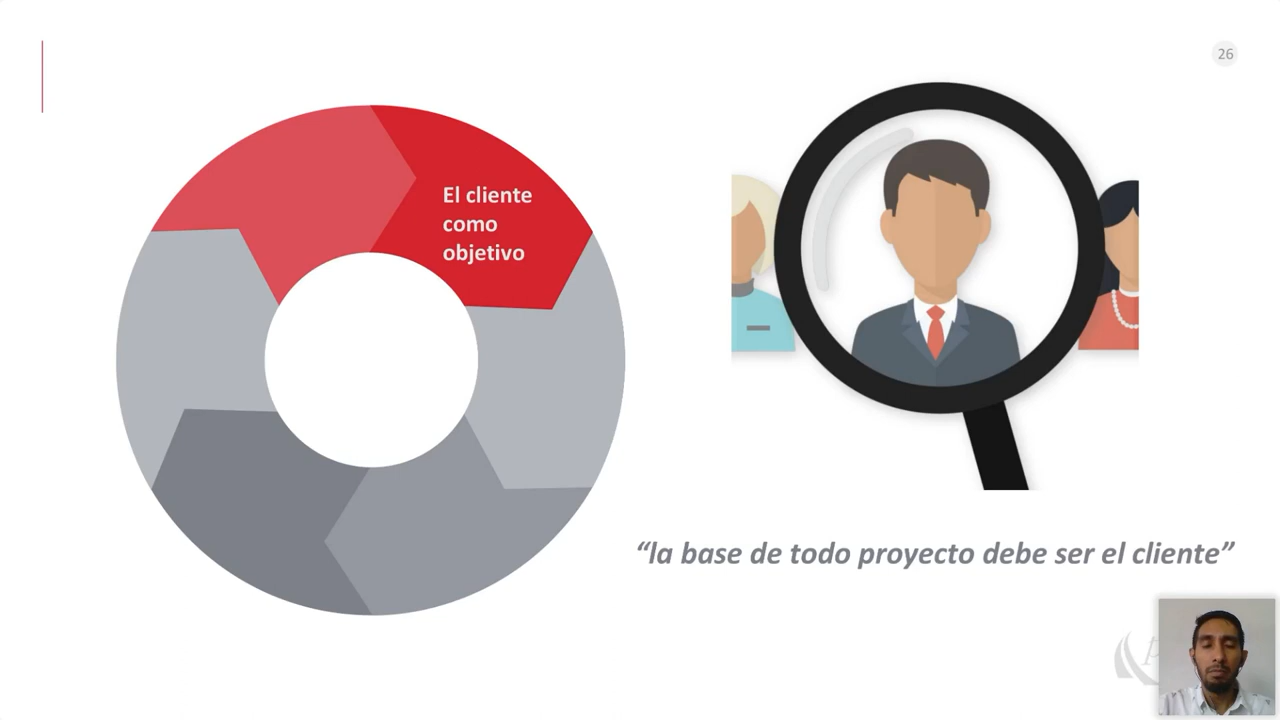 26
El cliente
como
objetivo
“la base de todo proyecto debe ser el cliente”